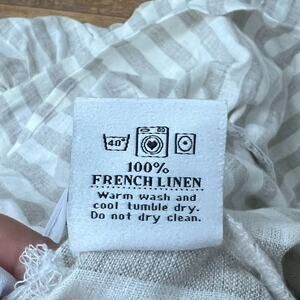 40°
100%
FRENCH LINEN
Warm wash and
cool tumble dry.
Do not dry clean.